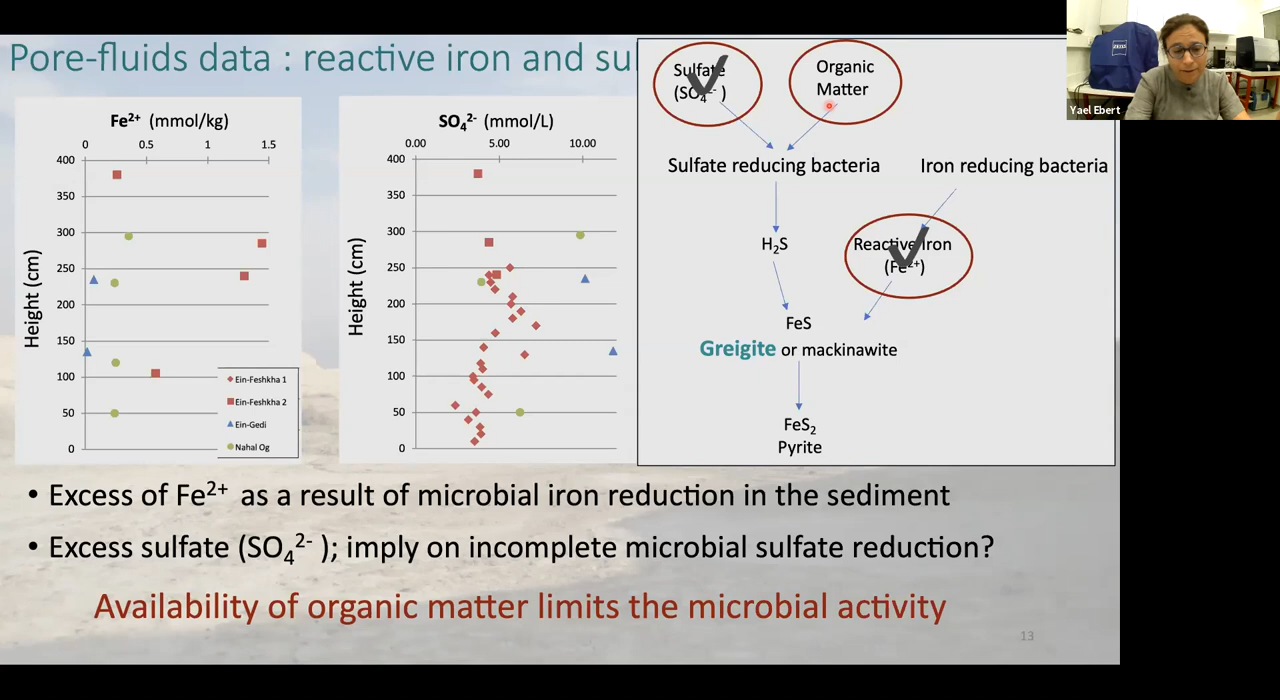 Pore-fluids data : reactive iron and su
Fe²⁺ (mmol/kg)
0 0.5 1 1.5
400
350
300
250
200
150
100
50
0
Height (cm)
Ein-Feshkha 1
Ein-Feshkha 2
Ein-Gedi
Nahal Og
SO₄²⁻ (mmol/L)
0.00 5.00 10.00
400
350
300
250
200
150
100
50
0
Height (cm)
Sulfate
(SO₄²⁻ )
Organic
Matter
Sulfate reducing bacteria
Iron reducing bacteria
H₂S
Reactive Iron
(Fe²⁺)
FeS
Greigite or mackinawite
FeS₂
Pyrite
• Excess of Fe²⁺ as a result of microbial iron reduction in the sediment
• Excess sulfate (SO₄²⁻ ); imply on incomplete microbial sulfate reduction?
Availability of organic matter limits the microbial activity
13
ZEISS
Yael Ebert